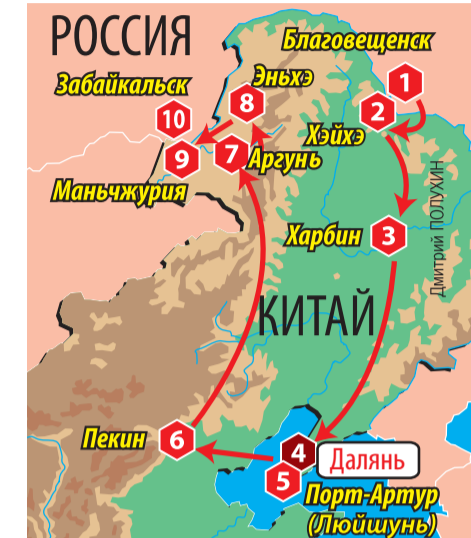 РОССИЯ
Благовещенск
Забайкальск
Эньхэ
1
8
2
10
Хэйхэ
9
7
Аргунь
Маньчжурия
Харбин
3
Дмитрий ПОЛУХИН
КИТАЙ
Пекин
6
4
Далянь
5
Порт-Артур
(Люйшунь)